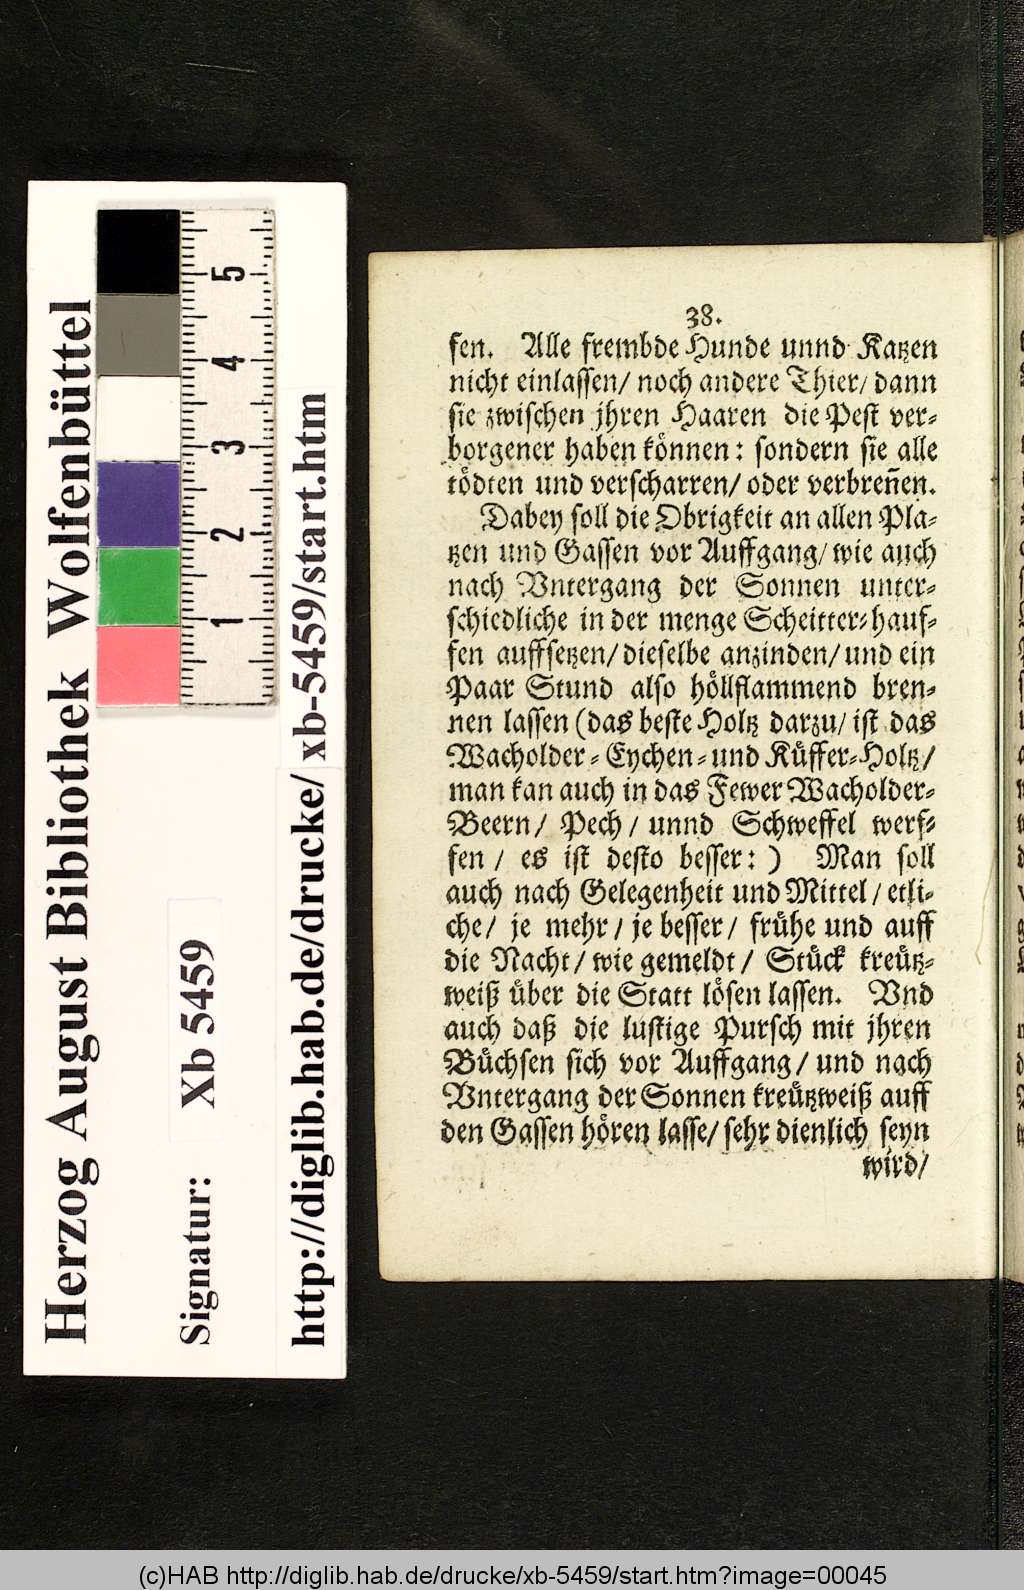 38.
fen. Alle frembde Hunde unnd Katzen
nicht einlassen/ noch andere Thier/ dann
sie zwischen jhren Haaren die Pest ver-
borgener haben können: sondern sie alle
tödten und verscharren/ oder verbreñen.
Dabey soll die Obrigkeit an allen Plä-
tzen und Gassen vor Auffgang/ wie auch
nach Vntergang der Sonnen unter-
schiedliche in der menge Scheitter-hauf-
fen auffsetzen/ dieselbe anzinden/ und ein
Paar Stund also höllflammend bren-
nen lassen (das beste Holtz darzu/ ist das
Wacholder-Eychen-und Küffer-Holtz/
man kan auch in das Fewer Wacholder-
Beern/ Pech/ unnd Schweffel werf-
fen / es ist desto besser: ) Man soll
auch nach Gelegenheit und Mittel/ etli-
che/ je mehr/ je besser/ frühe und auff
die Nacht/ wie gemeldt/ Stück kreütz-
weiß über die Statt lösen lassen. Vnd
auch daß die lustige Pursch mit jhren
Büchsen sich vor Auffgang/ und nach
Vntergang der Sonnen kreützweiß auff
den Gassen hören lasse/ sehr dienlich seyn
wird/
Herzog August Bibliothek Wolfenbüttel
Signatur: Xb 5459
http://diglib.hab.de/drucke/ xb-5459/start.htm
1 2 3 4 5
(c)HAB http://diglib.hab.de/drucke/xb-5459/start.htm?image=00045